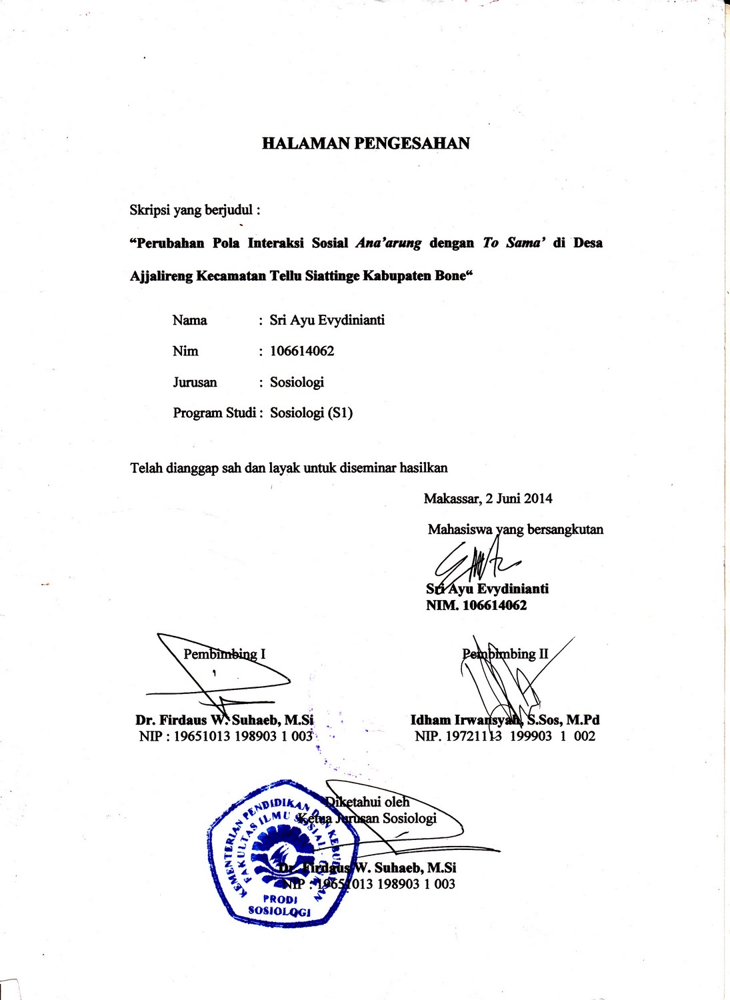 HALAMAN PENGESAHAN
Skripsi yang berjudul :
“Perubahan Pola Interaksi Sosial Ana’arung dengan To Sama’ di Desa
Ajjalireng Kecamatan Tellu Siattinge Kabupaten Bone“
Nama : Sri Ayu Evydinianti
Nim : 106614062
Jurusan : Sosiologi
Program Studi : Sosiologi (S1)
Telah dianggap sah dan layak untuk diseminar hasilkan
Makassar, 2 Juni 2014
Mahasiswa yang bersangkutan
Sri Ayu Evydinianti
NIM. 106614062
Pembimbing I
Dr. Firdaus W. Suhaeb, M.Si
NIP : 19651013 198903 1 003
Pembimbing II
Idham Irwansyah, S.Sos, M.Pd
NIP. 19721113 199903 1 002
Diketahui oleh
Ketua Jurusan Sosiologi
Dr. Firdaus W. Suhaeb, M.Si
NIP : 19651013 198903 1 003
KEMENTERIAN PENDIDIKAN DAN KEBUDAYAAN
FAKULTAS ILMU SOSIAL -
PRODI
SOSIOLOGI